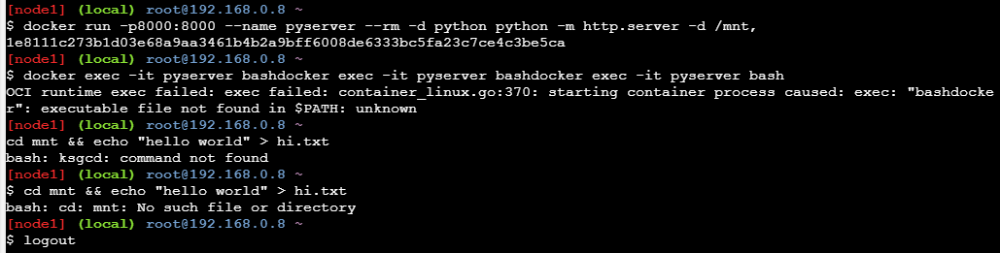 [node1] (local) root@192.168.0.8 ~
$ docker run -p8000:8000 --name pyserver --rm -d python python -m http.server -d /mnt,
1e8111c273b1d03e68a9aa3461b4b2a9bff6008de6333bc5fa23c7ce4c3be5ca
[node1] (local) root@192.168.0.8 ~
$ docker exec -it pyserver bashdocker exec -it pyserver bashdocker exec -it pyserver bash
OCI runtime exec failed: exec failed: container_linux.go:370: starting container process caused: exec: "bashdocke
r": executable file not found in $PATH: unknown
[node1] (local) root@192.168.0.8 ~
cd mnt && echo "hello world" > hi.txt
bash: ksgcd: command not found
[node1] (local) root@192.168.0.8 ~
$ cd mnt && echo "hello world" > hi.txt
bash: cd: mnt: No such file or directory
[node1] (local) root@192.168.0.8 ~
$ logout